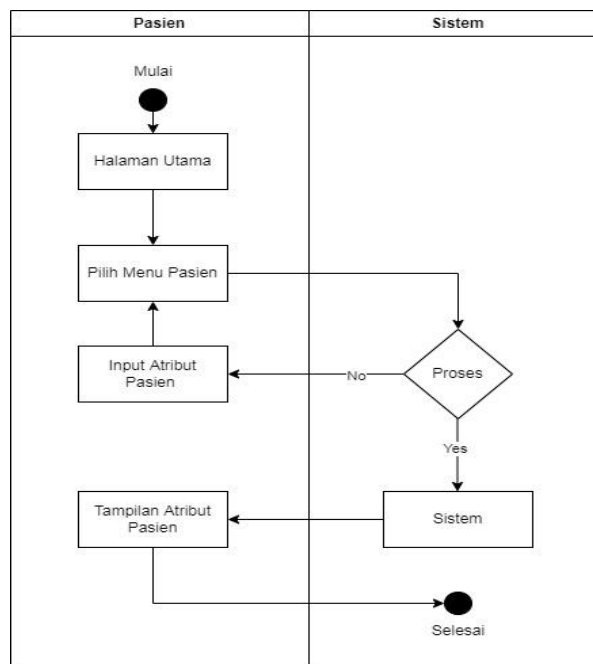 Pasien
Sistem
Mulai
Halaman Utama
Pilih Menu Pasien
Input Atribut
Pasien
No
Proses
Yes
Tampilan Atribut
Pasien
Sistem
Selesai